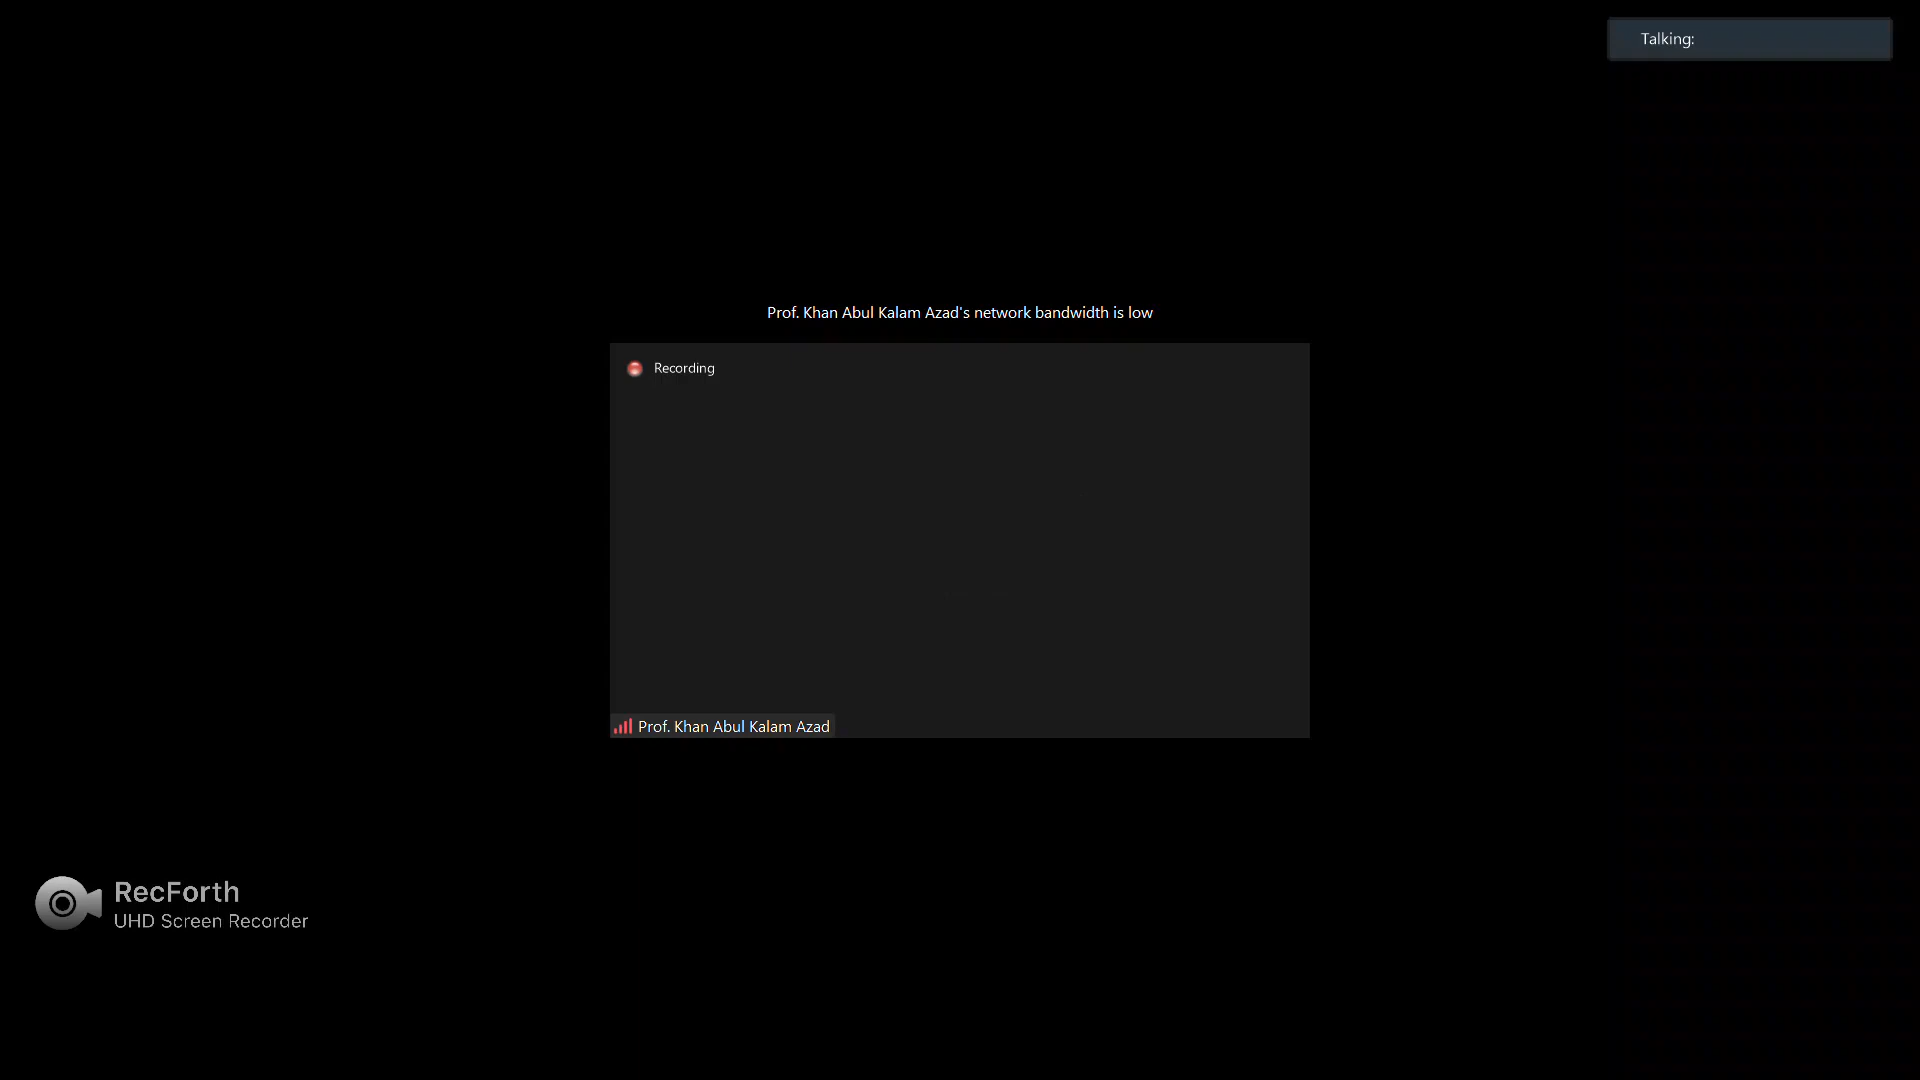 Talking:
Prof. Khan Abul Kalam Azad's network bandwidth is low
Recording
Prof. Khan Abul Kalam Azad
RecForth
UHD Screen Recorder